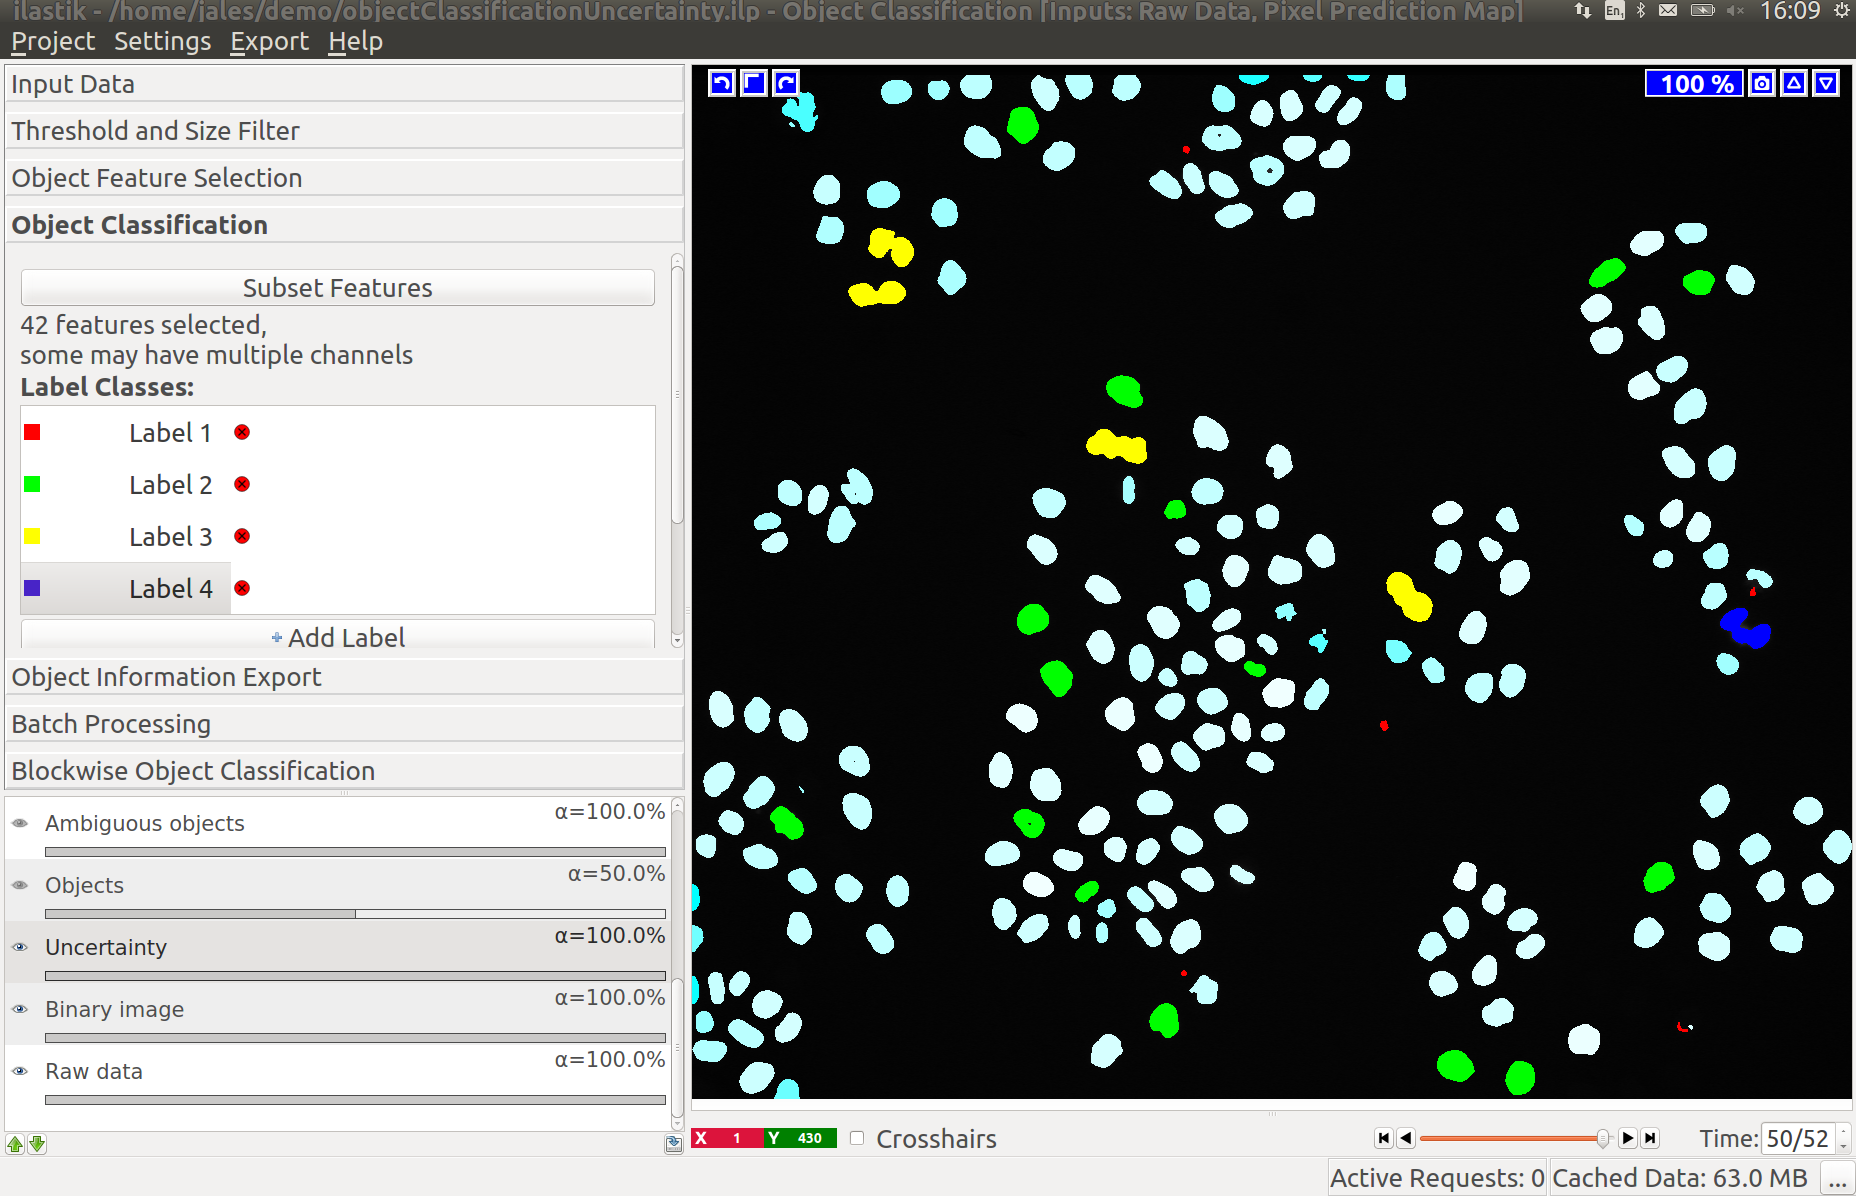 ilastik - /home/jales/demo/objectClassificationUncertainty.ilp - Object Classification [Inputs: Raw Data, Pixel Prediction Map]
En1
16:09
Project Settings Export Help
Input Data
Threshold and Size Filter
Object Feature Selection
Object Classification
Subset Features
42 features selected,
some may have multiple channels
Label Classes:
Label 1
Label 2
Label 3
Label 4
Add Label
Object Information Export
Batch Processing
Blockwise Object Classification
Ambiguous objects α=100.0%
Objects α=50.0%
Uncertainty α=100.0%
Binary image α=100.0%
Raw data α=100.0%
100 %
X 1 Y 430 Crosshairs
Time: 50/52
Active Requests: 0 Cached Data: 63.0 MB ...